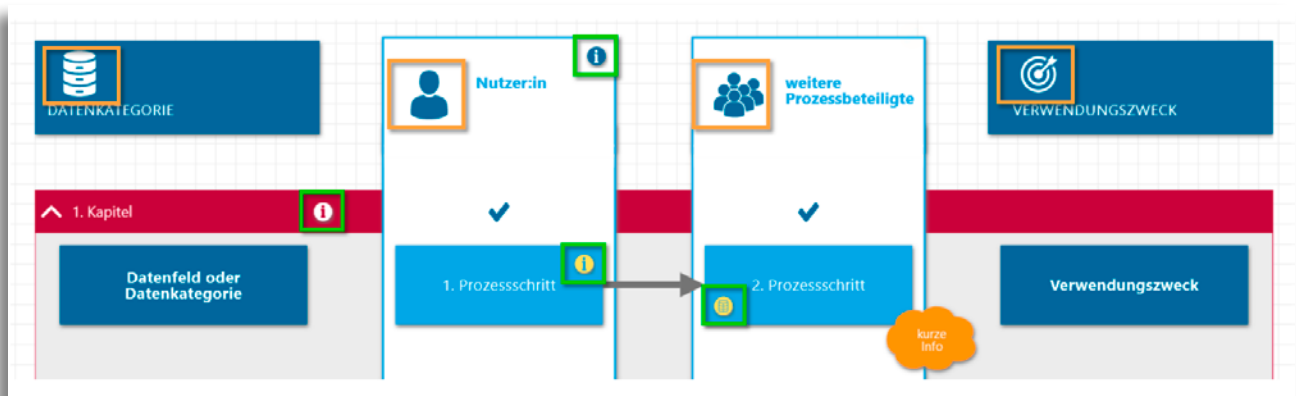 DATENKATEGORIE
Nutzer:in
weitere
Prozessbeteiligte
VERWENDUNGSZWECK
1. Kapitel
Datenfeld oder
Datenkategorie
1. Prozessschritt
2. Prozessschritt
Verwendungszweck
kurze
Info